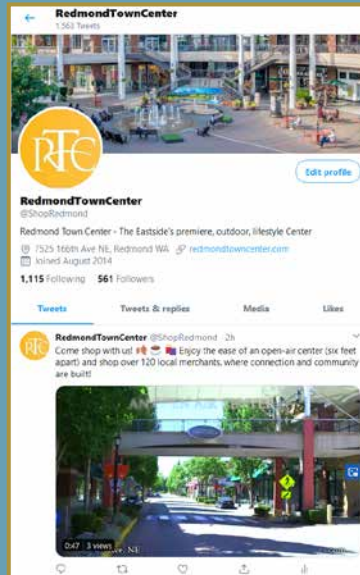 RedmondTownCenter
1,563 Tweets
RTC
Edit profile
RedmondTownCenter
@ShopRedmond
Redmond Town Center - The Eastside's premiere, outdoor, lifestyle Center
7525 166th Ave NE, Redmond WA redmondtowncenter.com
Joined August 2014
1,115 Following 561 Followers
Tweets Tweets & replies Media Likes
RTC
RedmondTownCenter @ShopRedmond · 2h
Come shop with us! Enjoy the ease of an open-air center (six feet
apart) and shop over 120 local merchants, where connection and community
are built!
0:47 3 views
NE